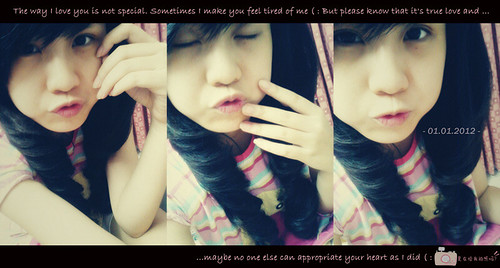 The way I love you is not special. Sometimes I make you feel tired of me ( : But please know that it's true love and ...
- 01.01.2012 -
...maybe no one else can appropriate your heart as I did ( :